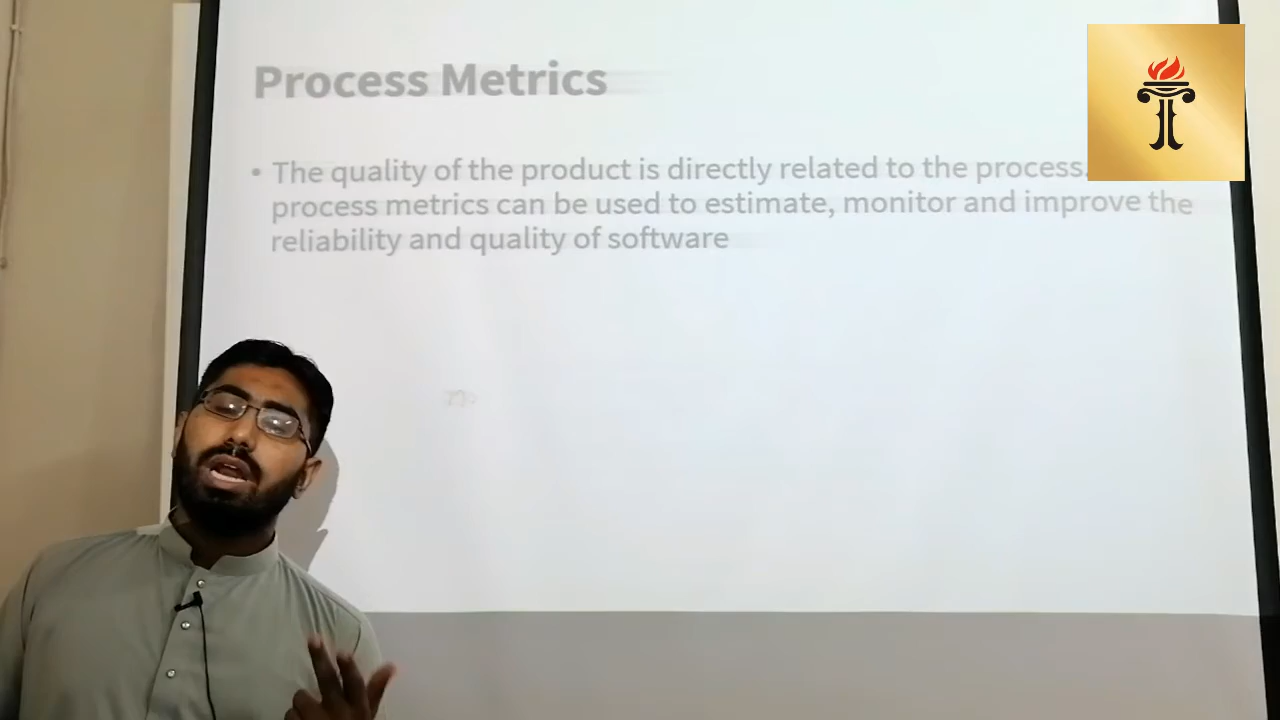 Process Metrics
• The quality of the product is directly related to the process.
process metrics can be used to estimate, monitor and improve the
reliability and quality of software